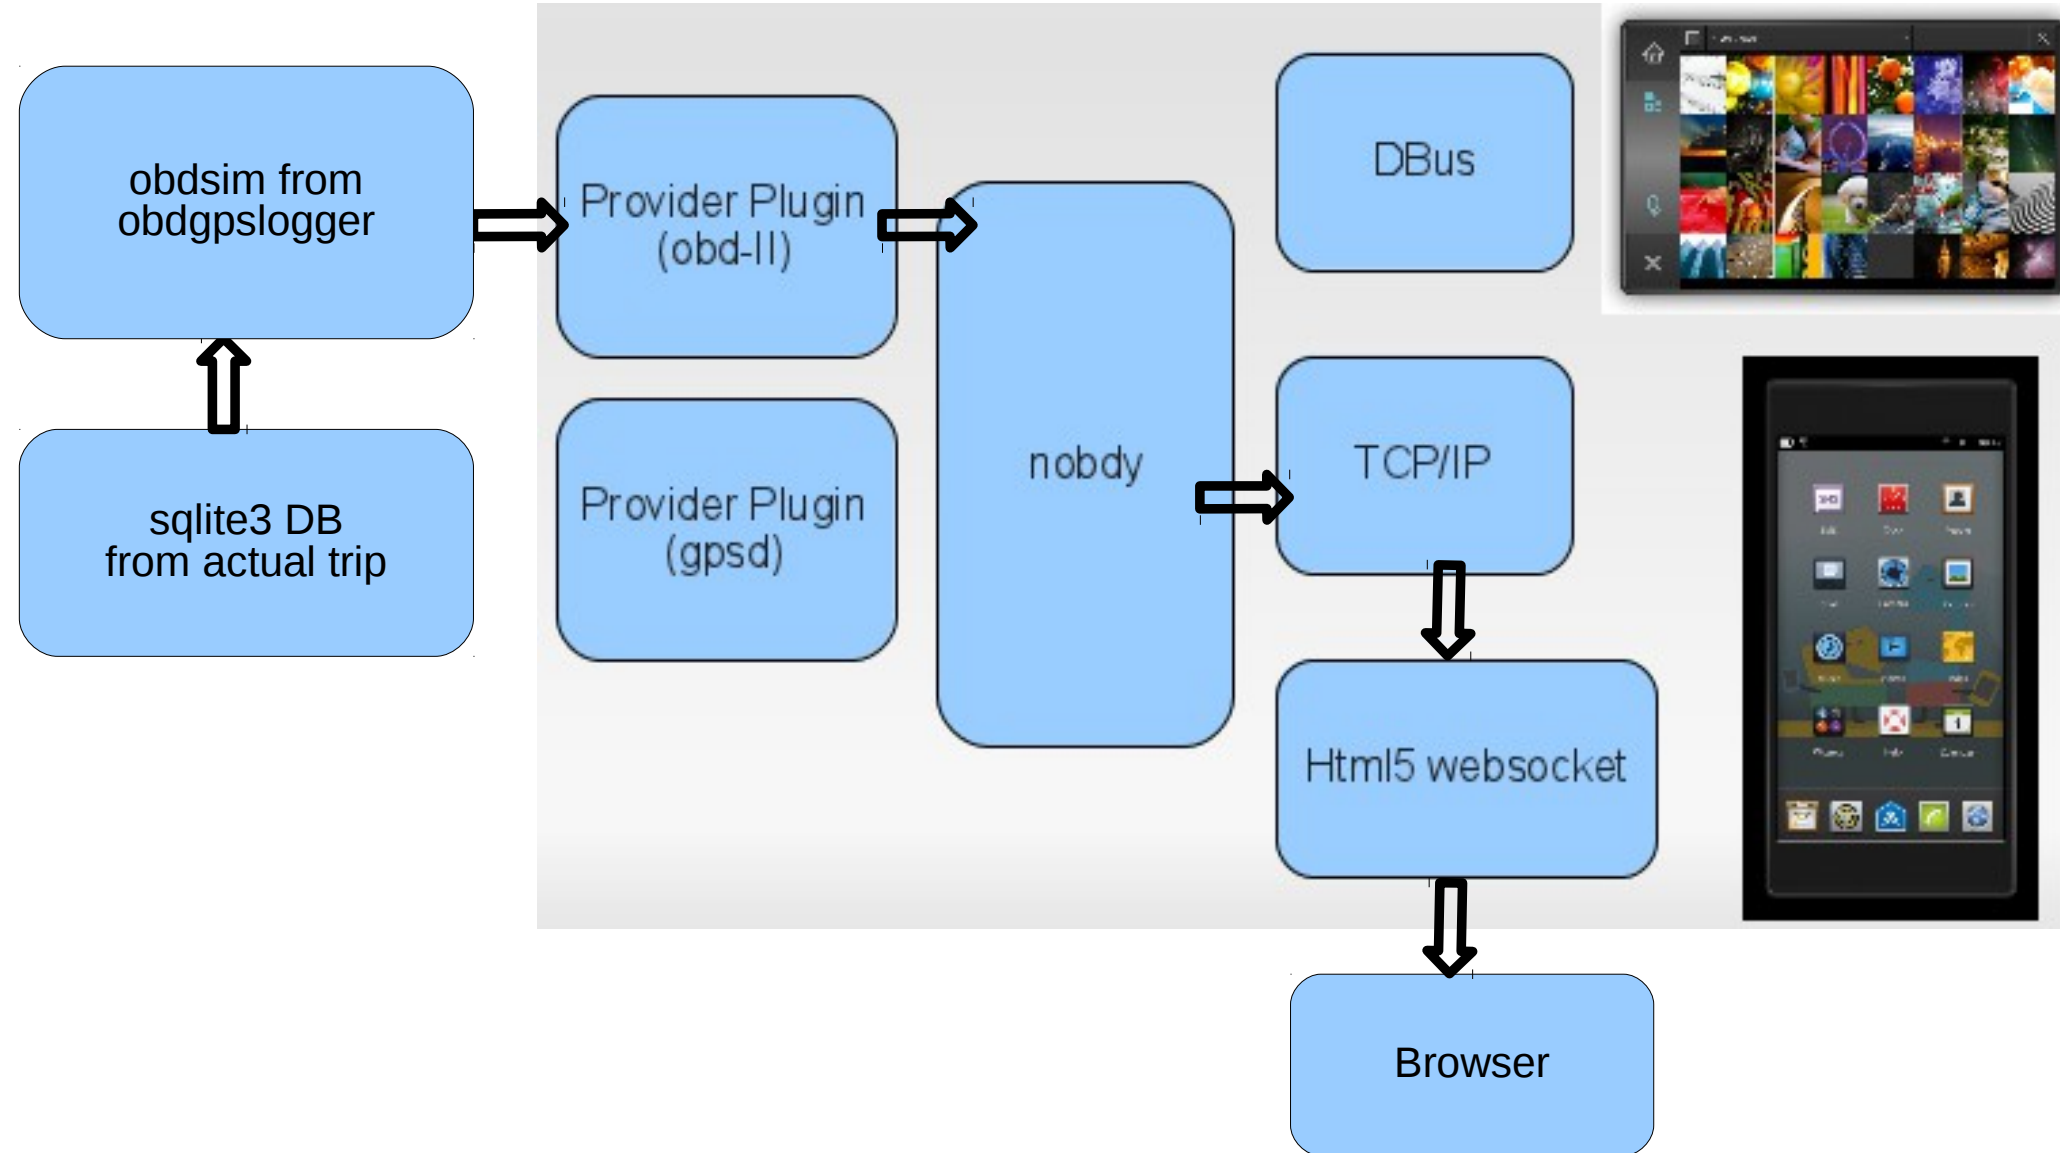 obdsim from
obdgpslogger
sqlite3 DB
from actual trip
Provider Plugin
(obd-II)
Provider Plugin
(gpsd)
nobdy
DBus
TCP/IP
Html5 websocket
Browser